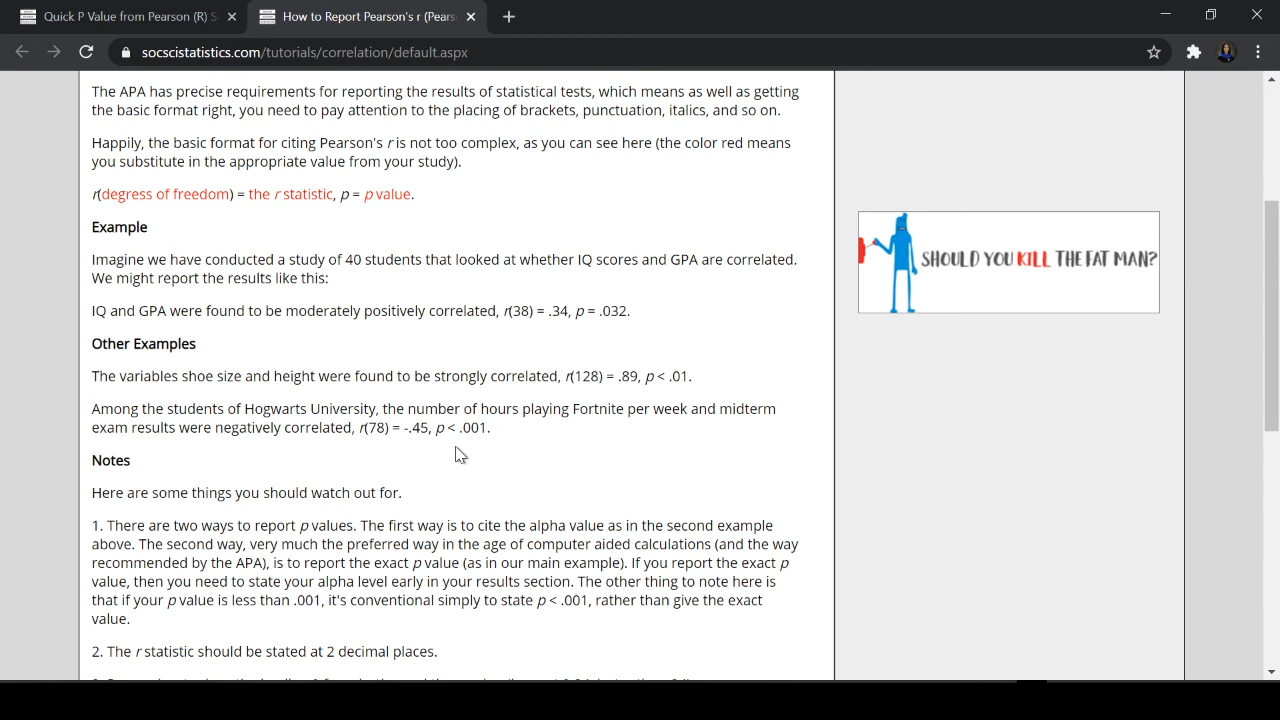 Quick P Value from Pearson (R) S
How to Report Pearson's r (Pears
socscistatistics.com/tutorials/correlation/default.aspx
The APA has precise requirements for reporting the results of statistical tests, which means as well as getting
the basic format right, you need to pay attention to the placing of brackets, punctuation, italics, and so on.
Happily, the basic format for citing Pearson's r is not too complex, as you can see here (the color red means
you substitute in the appropriate value from your study).
r(degress of freedom) = the r statistic, p = p value.
Example
Imagine we have conducted a study of 40 students that looked at whether IQ scores and GPA are correlated.
We might report the results like this:
IQ and GPA were found to be moderately positively correlated, r(38) = .34, p = .032.
Other Examples
The variables shoe size and height were found to be strongly correlated, r(128) = .89, p < .01.
Among the students of Hogwarts University, the number of hours playing Fortnite per week and midterm
exam results were negatively correlated, r(78) = -.45, p < .001.
Notes
Here are some things you should watch out for.
1. There are two ways to report p values. The first way is to cite the alpha value as in the second example
above. The second way, very much the preferred way in the age of computer aided calculations (and the way
recommended by the APA), is to report the exact p value (as in our main example). If you report the exact p
value, then you need to state your alpha level early in your results section. The other thing to note here is
that if your p value is less than .001, it's conventional simply to state p < .001, rather than give the exact
value.
2. The r statistic should be stated at 2 decimal places.
SHOULD YOU KILL THE FAT MAN?